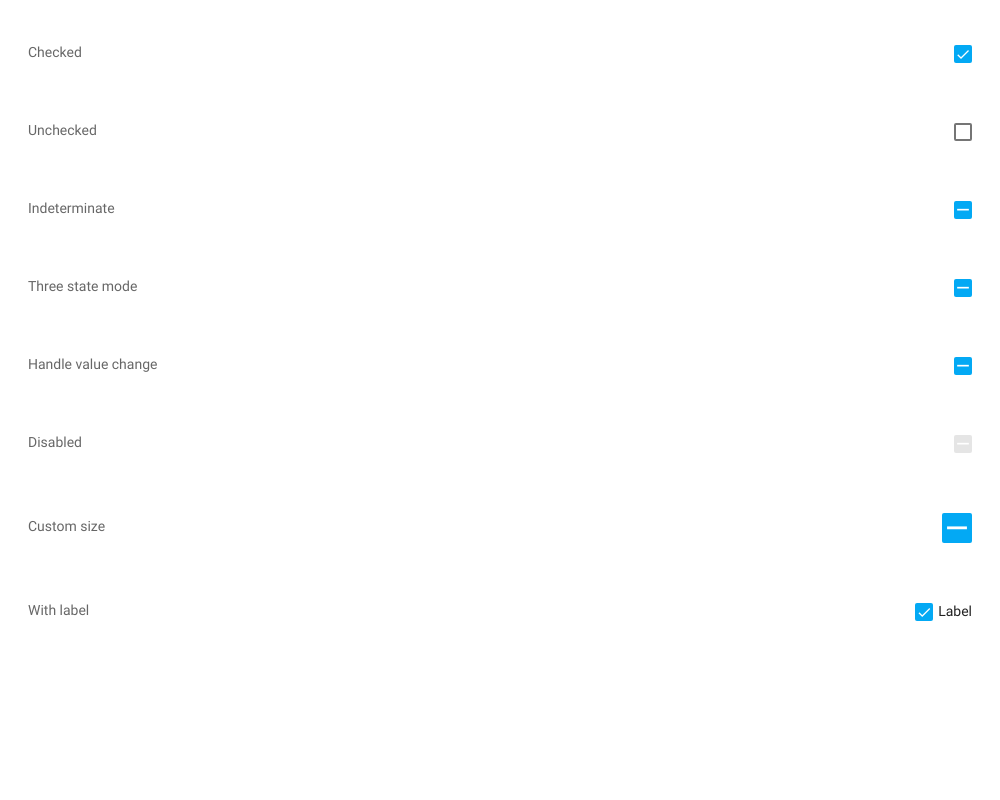 Checked
Unchecked
Indeterminate
Three state mode
Handle value change
Disabled
Custom size
With label
Label